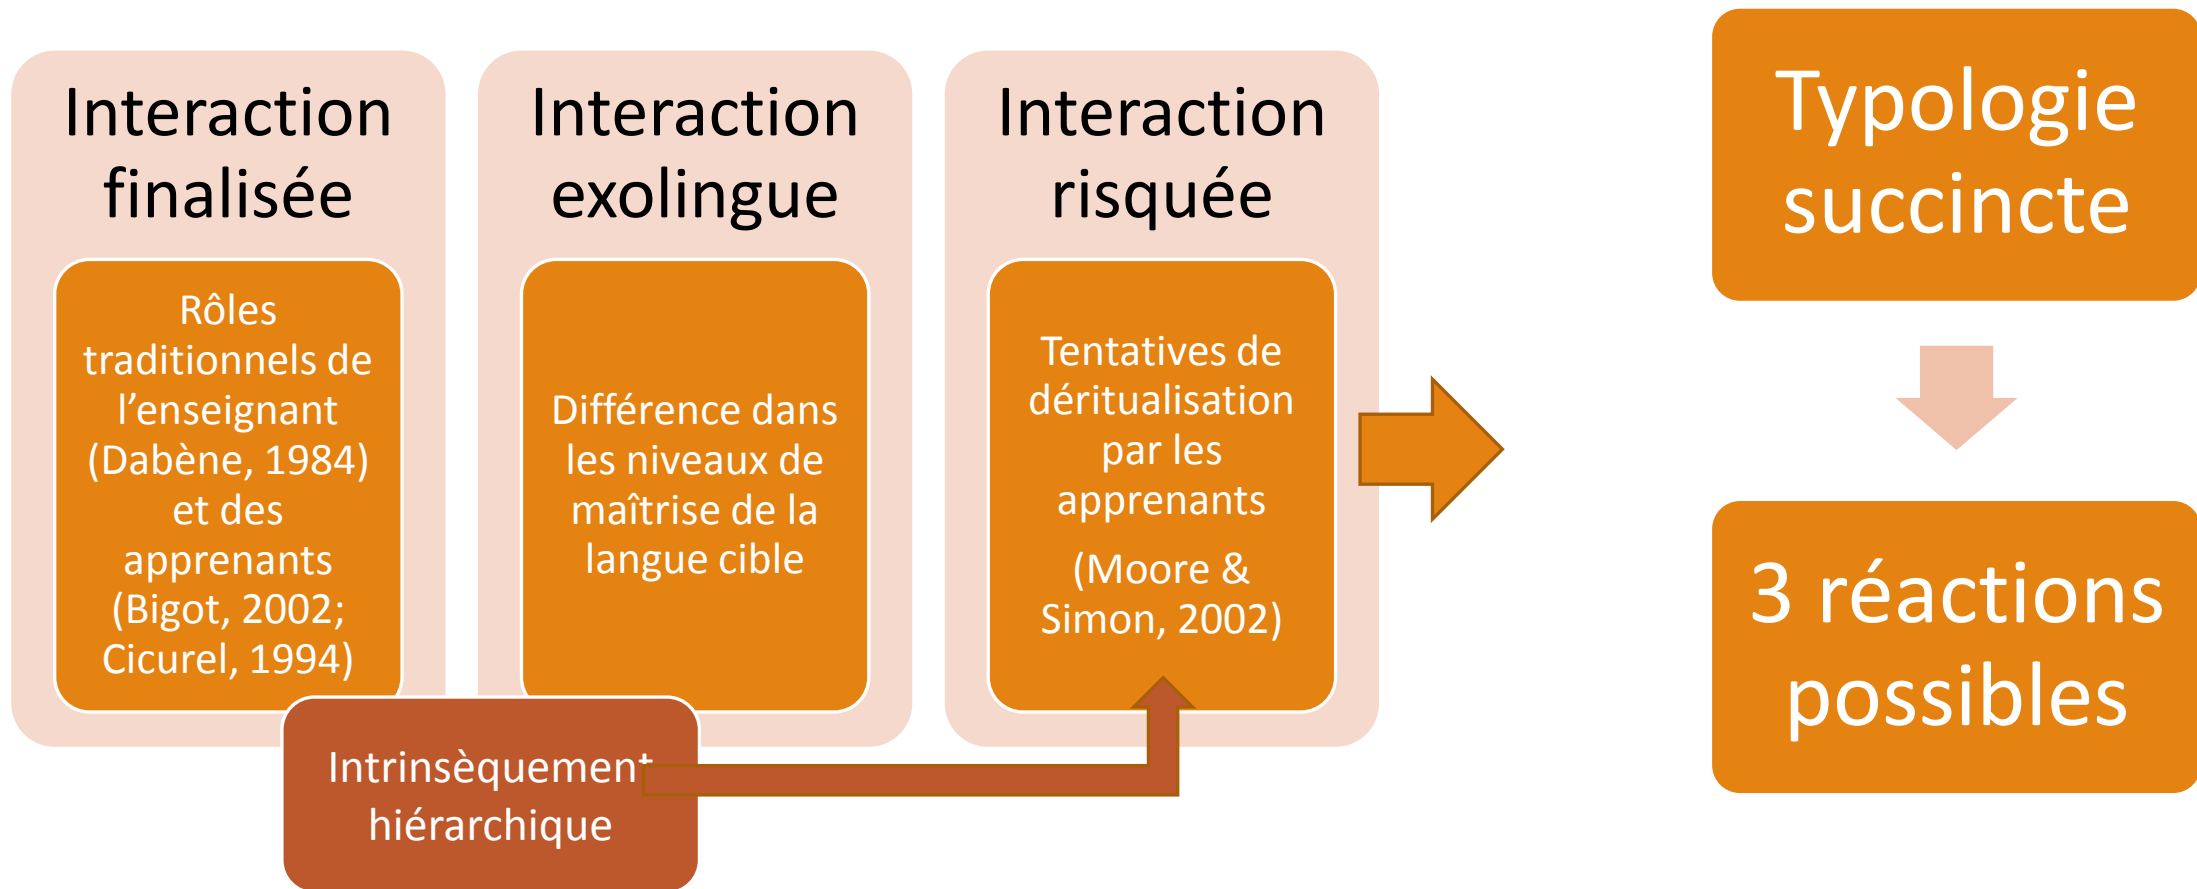 Interaction
finalisée
Rôles
traditionnels de
l’enseignant
(Dabène, 1984)
et des
apprenants
(Bigot, 2002;
Cicurel, 1994)
Interaction
exolingue
Différence dans
les niveaux de
maîtrise de la
langue cible
Interaction
risquée
Tentatives de
déritualisation
par les
apprenants
(Moore &
Simon, 2002)
Intrinsèquement
hiérarchique
Typologie
succincte
3 réactions
possibles